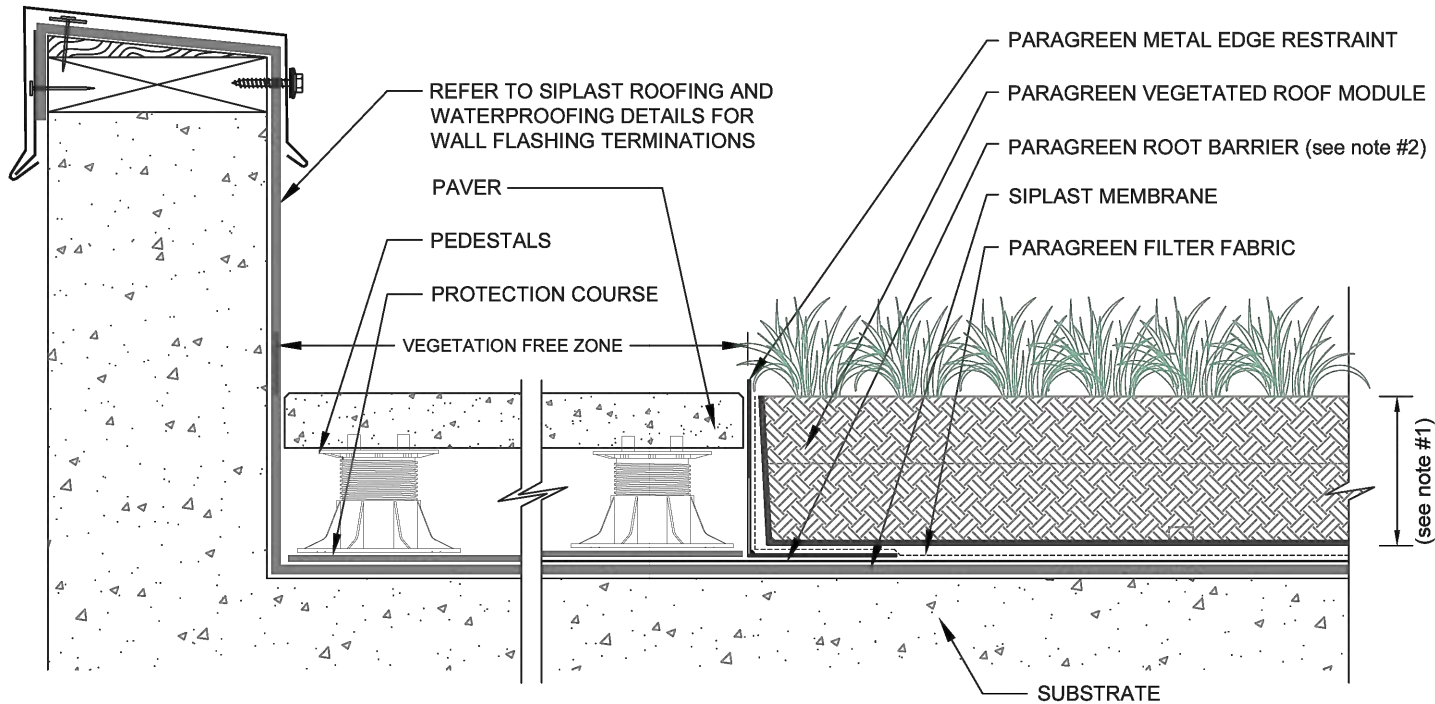 PARAGREEN METAL EDGE RESTRAINT
REFER TO SIPLAST ROOFING AND
WATERPROOFING DETAILS FOR
WALL FLASHING TERMINATIONS
PARAGREEN VEGETATED ROOF MODULE
PARAGREEN ROOT BARRIER (see note #2)
PAVER
SIPLAST MEMBRANE
PEDESTALS
PARAGREEN FILTER FABRIC
PROTECTION COURSE
VEGETATION FREE ZONE
(see note #1)
SUBSTRATE